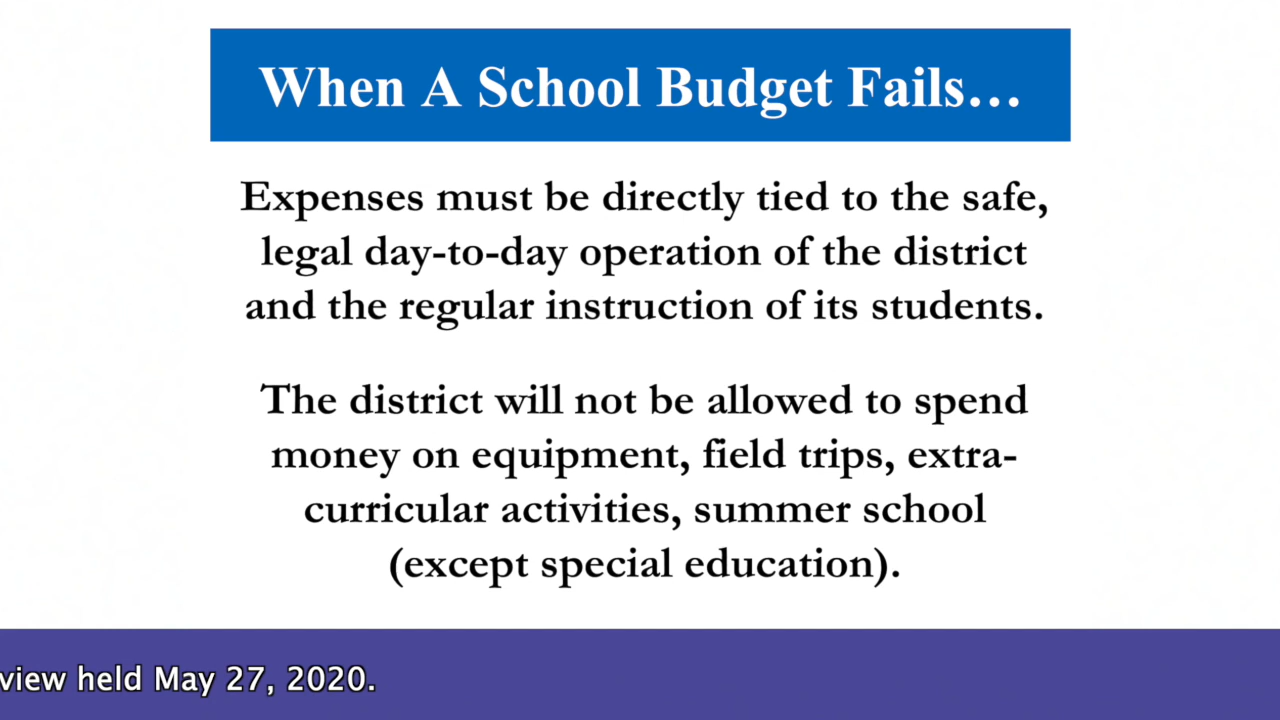 When A School Budget Fails…
Expenses must be directly tied to the safe,
legal day-to-day operation of the district
and the regular instruction of its students.
The district will not be allowed to spend
money on equipment, field trips, extra-
curricular activities, summer school
(except special education).
view held May 27, 2020.